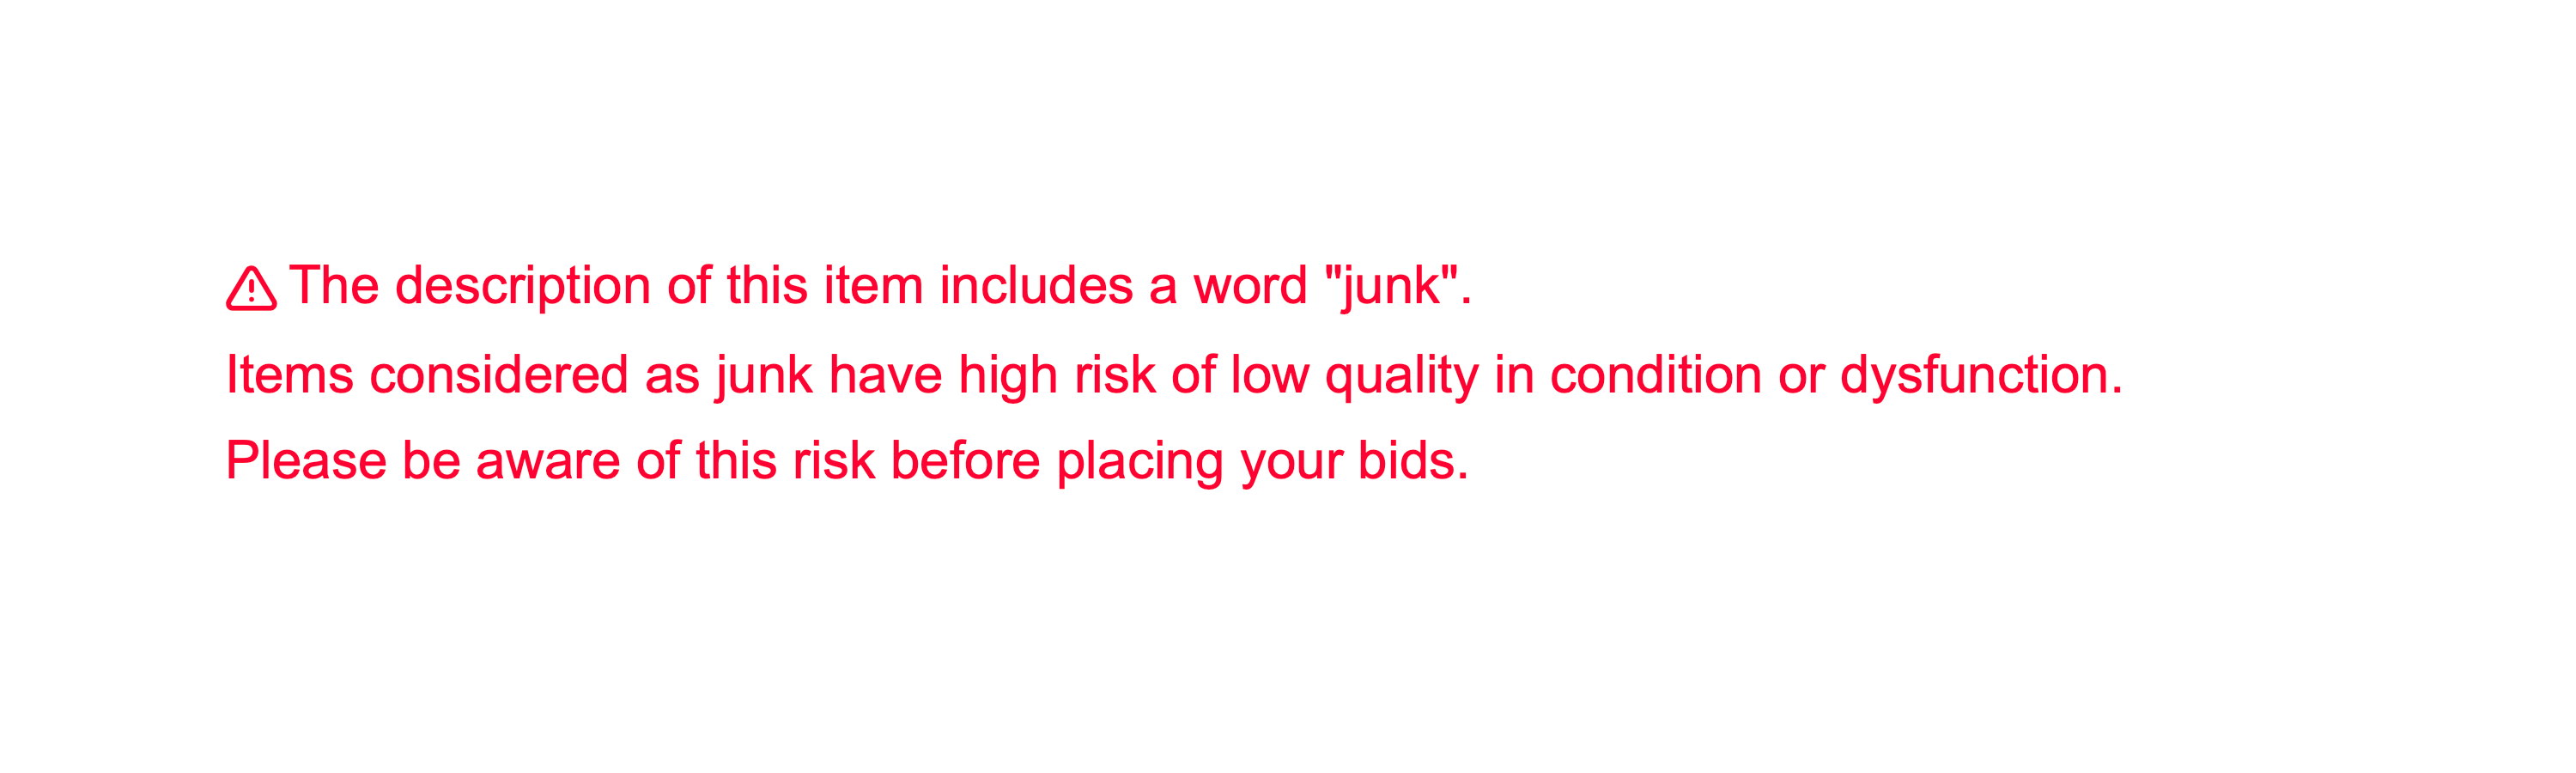 The description of this item includes a word "junk".
Items considered as junk have high risk of low quality in condition or dysfunction.
Please be aware of this risk before placing your bids.